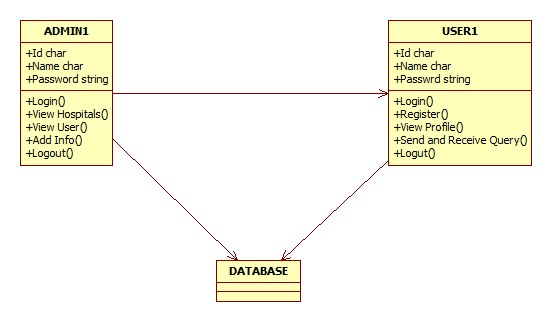 ADMIN1
+Id char
+Name char
+Password string
+Login()
+View Hospitals()
+View User()
+Add Info()
+Logout()
USER1
+Id char
+Name char
+Passwrd string
+Login()
+Register()
+View Profile()
+Send and Receive Query()
+Logut()
DATABASE